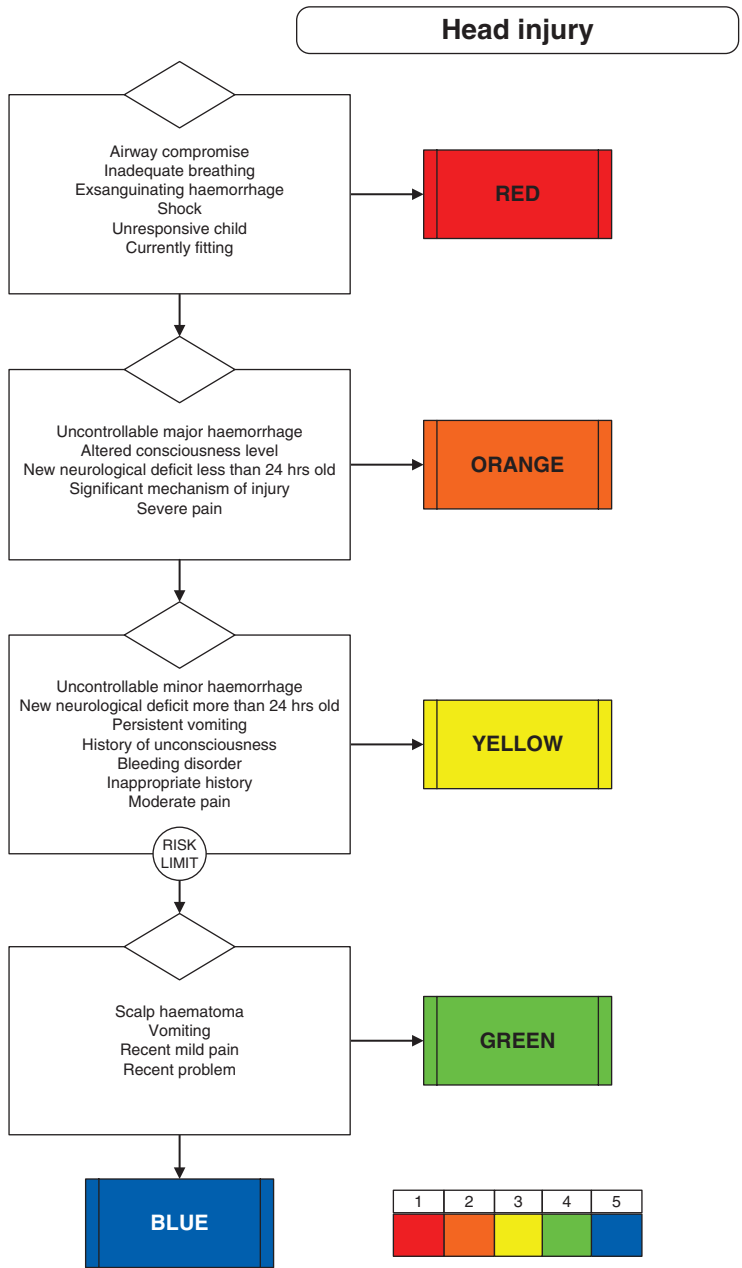 Head injury
Airway compromise
Inadequate breathing
Exsanguinating haemorrhage
Shock
Unresponsive child
Currently fitting
RED
Uncontrollable major haemorrhage
Altered consciousness level
New neurological deficit less than 24 hrs old
Significant mechanism of injury
Severe pain
ORANGE
Uncontrollable minor haemorrhage
New neurological deficit more than 24 hrs old
Persistent vomiting
History of unconsciousness
Bleeding disorder
Inappropriate history
Moderate pain
YELLOW
RISK
LIMIT
Scalp haematoma
Vomiting
Recent mild pain
Recent problem
GREEN
BLUE
1 2 3 4 5